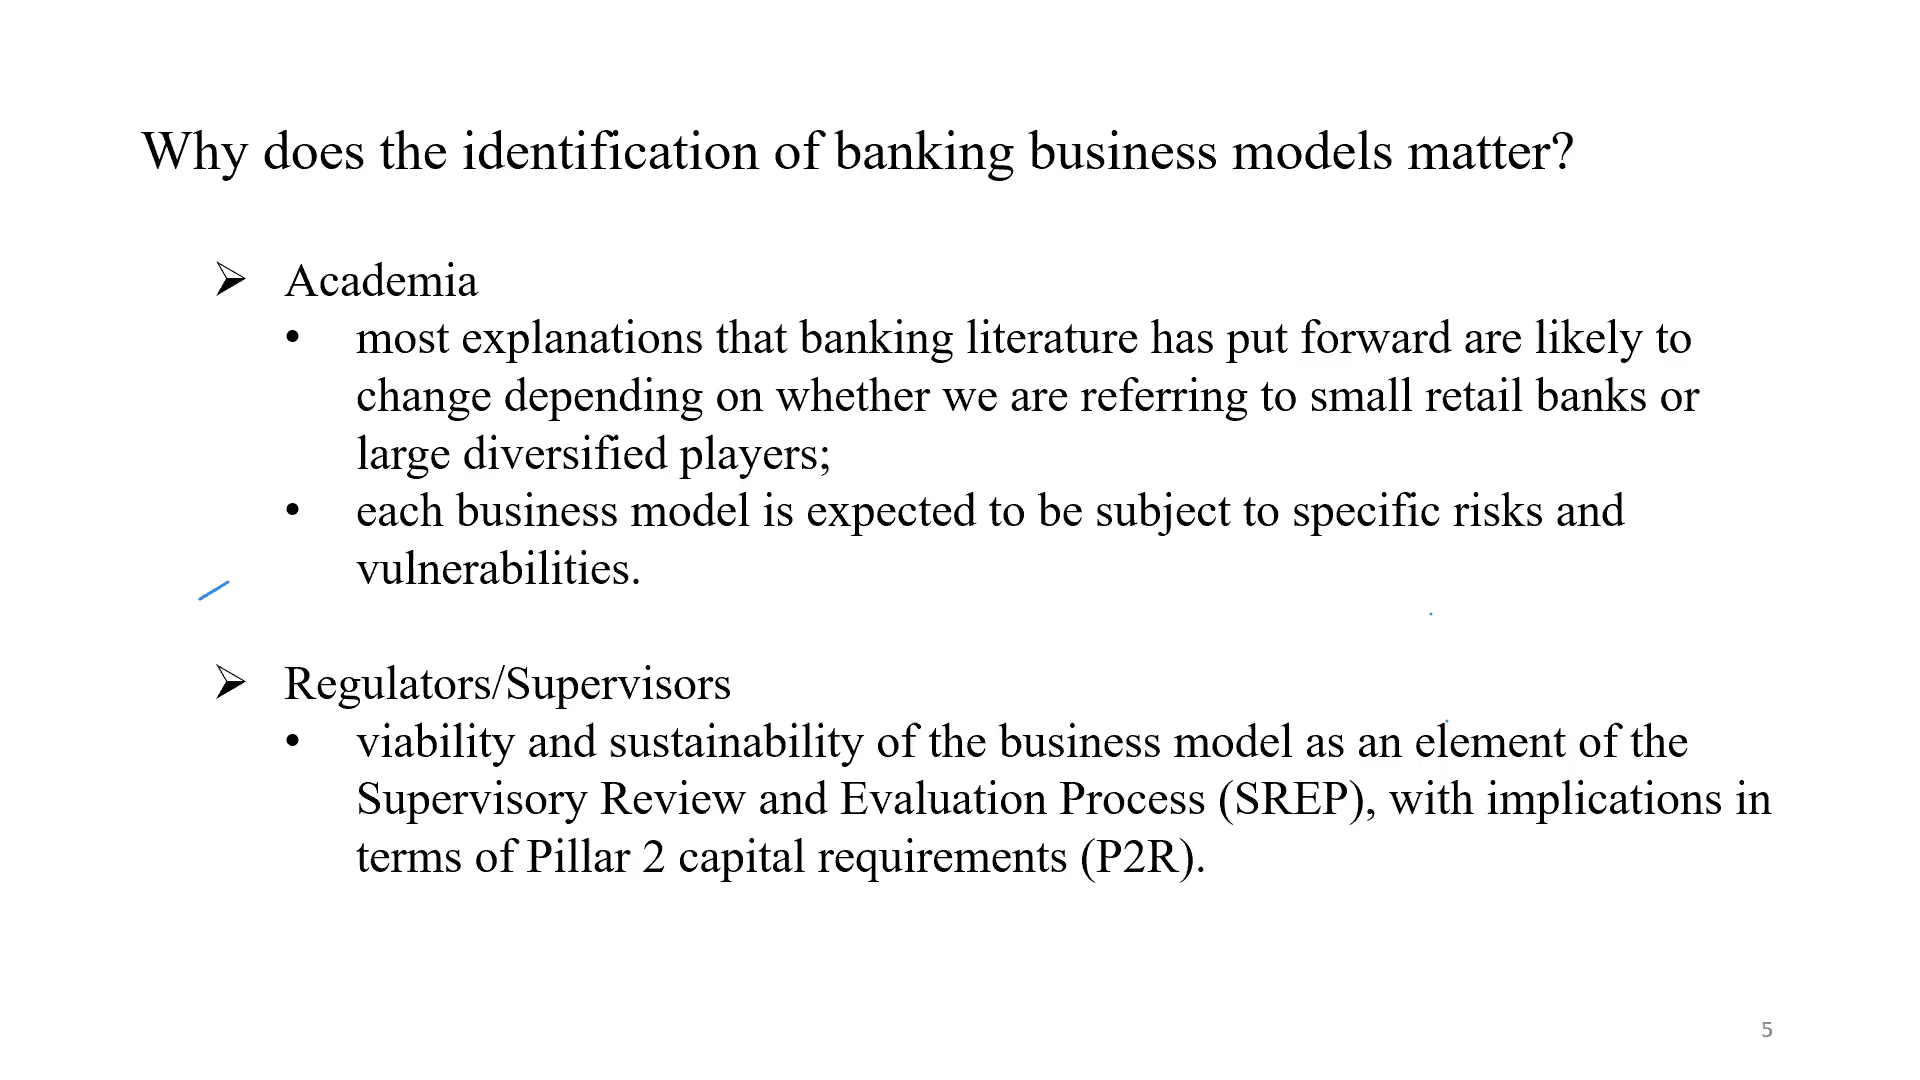 Why does the identification of banking business models matter?
➢ Academia
• most explanations that banking literature has put forward are likely to
change depending on whether we are referring to small retail banks or
large diversified players;
• each business model is expected to be subject to specific risks and
vulnerabilities.
➢ Regulators/Supervisors
• viability and sustainability of the business model as an element of the
Supervisory Review and Evaluation Process (SREP), with implications in
terms of Pillar 2 capital requirements (P2R).
5